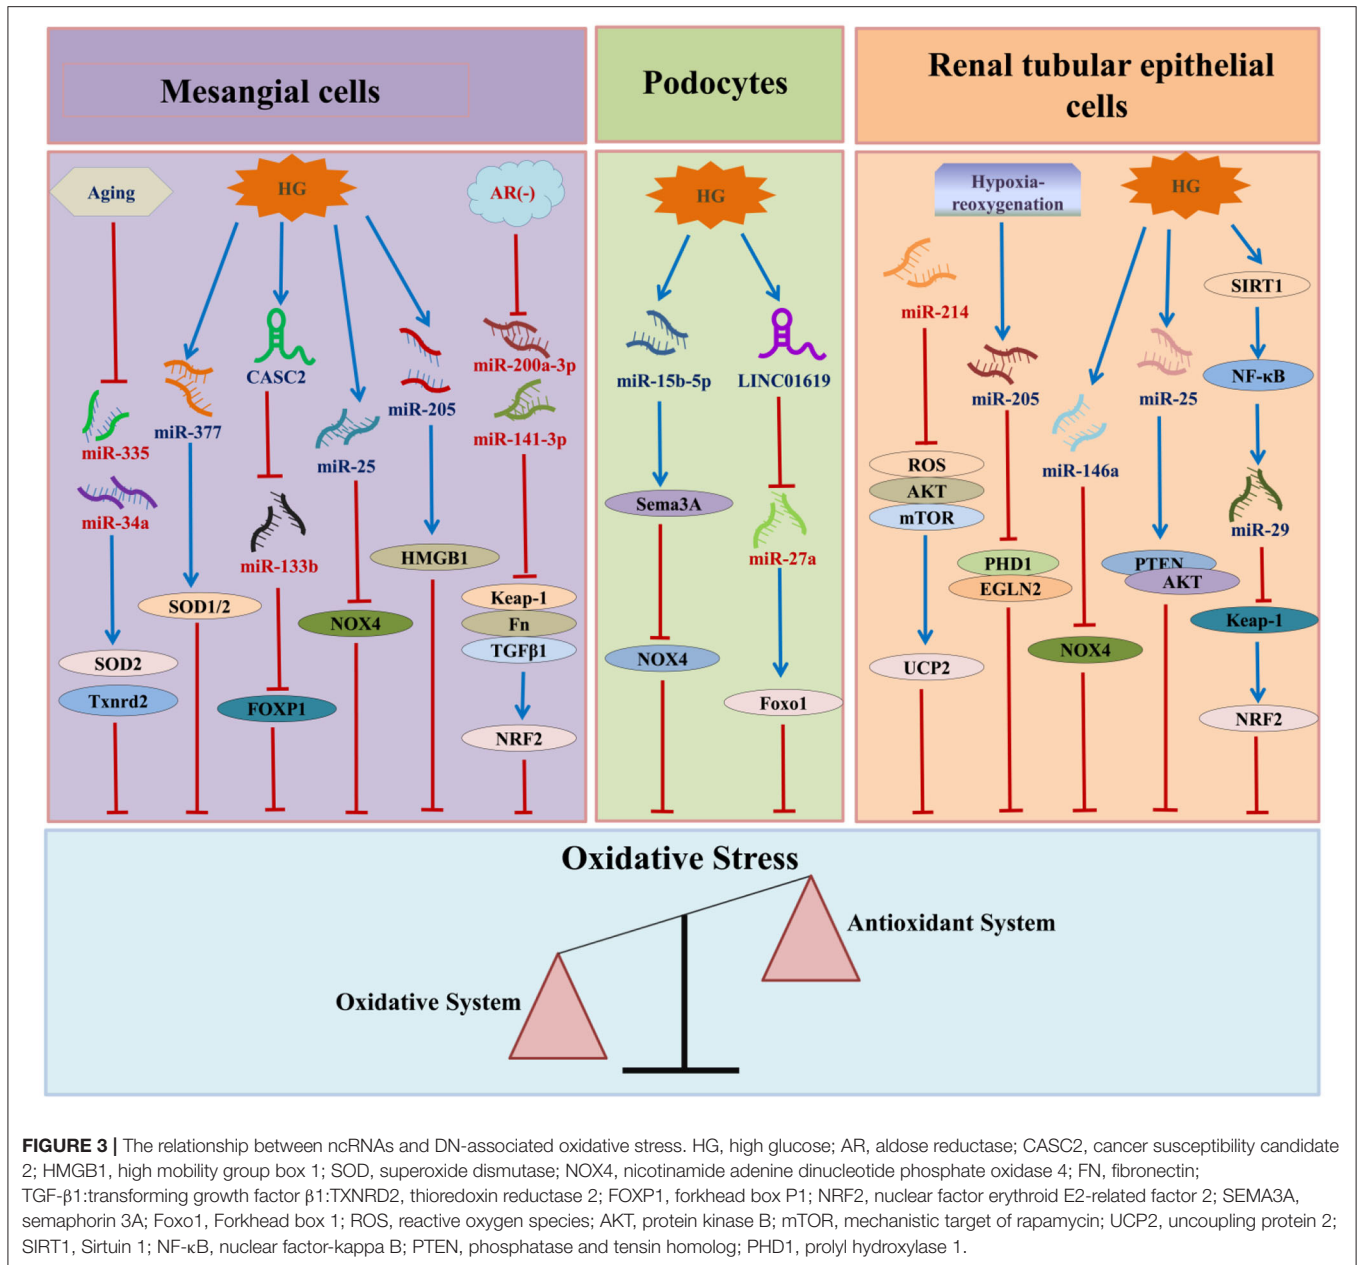 Mesangial cells
Podocytes
Renal tubular epithelial
cells
Aging
HG
AR(-)
miR-200a-3p
CASC2
miR-205
miR-377
miR-141-3p
miR-335
miR-25
miR-34a
miR-133b
HMGB1
SOD1/2
NOX4
Keap-1
Fn
TGFβ1
SOD2
Txnrd2
FOXP1
NRF2
HG
miR-15b-5p
LINC01619
Sema3A
miR-27a
NOX4
Foxo1
Hypoxia-
reoxygenation
HG
SIRT1
miR-214
NF-κB
miR-205
miR-25
ROS
AKT
mTOR
miR-146a
miR-29
PHD1
EGLN2
PTEN
AKT
Keap-1
NOX4
UCP2
NRF2
Oxidative Stress
Antioxidant System
Oxidative System
FIGURE 3 | The relationship between ncRNAs and DN-associated oxidative stress. HG, high glucose; AR, aldose reductase; CASC2, cancer susceptibility candidate
2; HMGB1, high mobility group box 1; SOD, superoxide dismutase; NOX4, nicotinamide adenine dinucleotide phosphate oxidase 4; FN, fibronectin;
TGF-β1:transforming growth factor β1:TXNRD2, thioredoxin reductase 2; FOXP1, forkhead box P1; NRF2, nuclear factor erythroid E2-related factor 2; SEMA3A,
semaphorin 3A; Foxo1, Forkhead box 1; ROS, reactive oxygen species; AKT, protein kinase B; mTOR, mechanistic target of rapamycin; UCP2, uncoupling protein 2;
SIRT1, Sirtuin 1; NF-κB, nuclear factor-kappa B; PTEN, phosphatase and tensin homolog; PHD1, prolyl hydroxylase 1.